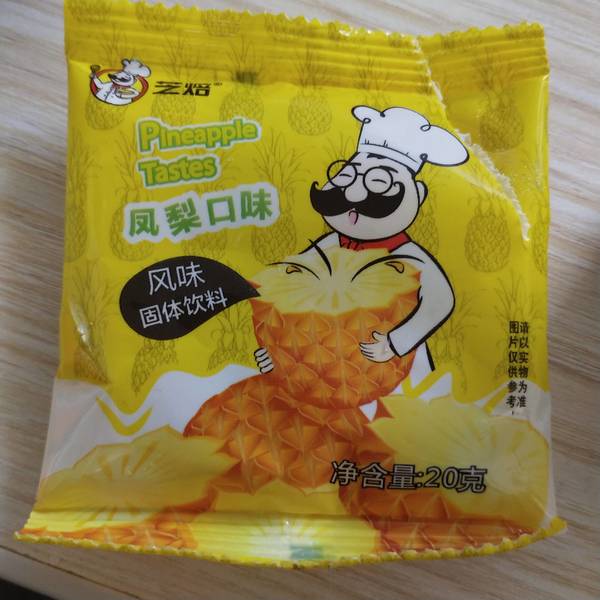 芝焙®
Pineapple
Tastes
凤梨口味
风味
固体饮料
图片仅供参考,
请以实物为准
净含量:20克